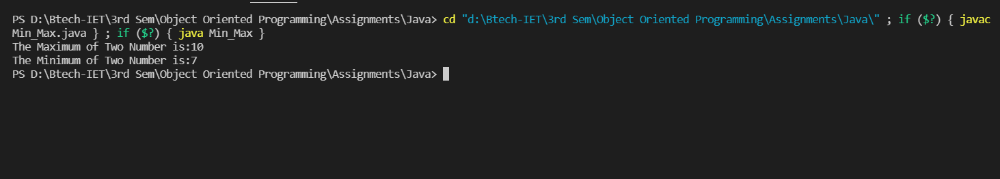 PS D:\Btech-IET\3rd Sem\Object Oriented Programming\Assignments\Java> cd "d:\Btech-IET\3rd Sem\Object Oriented Programming\Assignments\Java\" ; if ($?) { javac
Min_Max.java } ; if ($?) { java Min_Max }
The Maximum of Two Number is:10
The Minimum of Two Number is:7
PS D:\Btech-IET\3rd Sem\Object Oriented Programming\Assignments\Java>